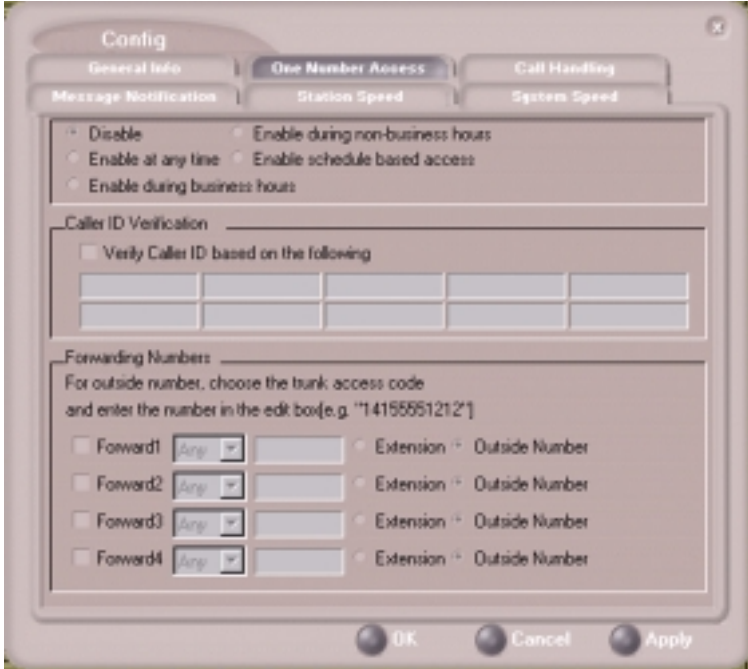 Config
General Info One Number Access Call Handling
Message Notification Station Speed System Speed
Disable Enable during non-business hours
Enable at any time Enable schedule based access
Enable during business hours
Caller ID Verification
Verify Caller ID based on the following
Forwarding Numbers
For outside number, choose the trunk access code
and enter the number in the edit box[e.g. "14155551212"]
Forward1 Any Extension Outside Number
Forward2 Any Extension Outside Number
Forward3 Any Extension Outside Number
Forward4 Any Extension Outside Number
OK Cancel Apply